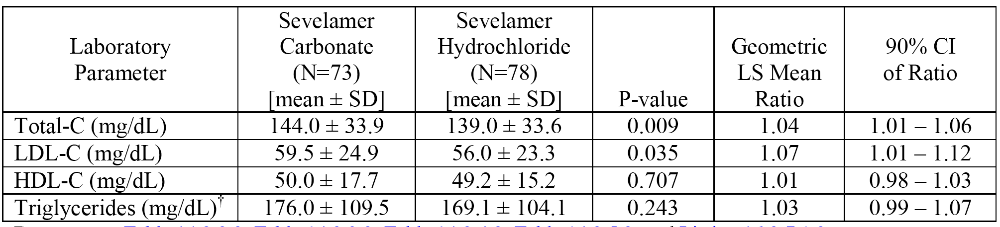 Laboratory Parameter | Sevelamer Carbonate (N=73) [mean ± SD] | Sevelamer Hydrochloride (N=78) [mean ± SD] | P-value | Geometric LS Mean Ratio | 90% CI of Ratio
Total-C (mg/dL) | 144.0 ± 33.9 | 139.0 ± 33.6 | 0.009 | 1.04 | 1.01 – 1.06
LDL-C (mg/dL) | 59.5 ± 24.9 | 56.0 ± 23.3 | 0.035 | 1.07 | 1.01 – 1.12
HDL-C (mg/dL) | 50.0 ± 17.7 | 49.2 ± 15.2 | 0.707 | 1.01 | 0.98 – 1.03
Triglycerides (mg/dL)† | 176.0 ± 109.5 | 169.1 ± 104.1 | 0.243 | 1.03 | 0.99 – 1.07